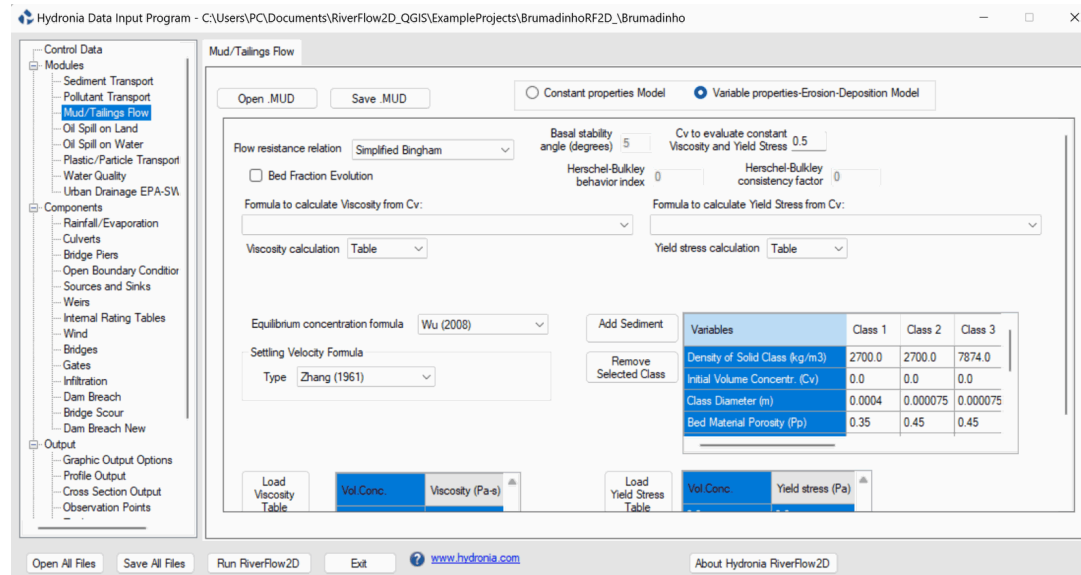 Hydronia Data Input Program - C:\Users\PC\Documents\RiverFlow2D_QGIS\ExampleProjects\BrumadinhoRF2D_\Brumadinho
Control Data
Modules
Sediment Transport
Pollutant Transport
Mud/Tailings Flow
Oil Spill on Land
Oil Spill on Water
Plastic/Particle Transport
Water Quality
Urban Drainage EPA-SW
Components
Rainfall/Evaporation
Culverts
Bridge Piers
Open Boundary Condition
Sources and Sinks
Weirs
Internal Rating Tables
Wind
Bridges
Gates
Infiltration
Dam Breach
Bridge Scour
Dam Breach New
Output
Graphic Output Options
Profile Output
Cross Section Output
Observation Points
Mud/Tailings Flow
Open .MUD
Save .MUD
Constant properties Model
Variable properties-Erosion-Deposition Model
Flow resistance relation
Simplified Bingham
Basal stability
angle (degrees)
5
Cv to evaluate constant
Viscosity and Yield Stress
0.5
Bed Fraction Evolution
Herschel-Bulkley
behavior index
0
Herschel-Bulkley
consistency factor
0
Formula to calculate Viscosity from Cv:
Formula to calculate Yield Stress from Cv:
Viscosity calculation
Table
Yield stress calculation
Table
Equilibrium concentration formula
Wu (2008)
Settling Velocity Formula
Type
Zhang (1961)
Add Sediment
Remove
Selected Class
Variables Class 1 Class 2 Class 3
Density of Solid Class (kg/m3) 2700.0 2700.0 7874.0
Initial Volume Concentr. (Cv) 0.0 0.0 0.0
Class Diameter (m) 0.0004 0.000075 0.000075
Bed Material Porosity (Pp) 0.35 0.45 0.45
Load
Viscosity
Table
Vol.Conc. Viscosity (Pa-s)
Load
Yield Stress
Table
Vol.Conc. Yield stress (Pa)
Open All Files
Save All Files
Run RiverFlow2D
Exit
?
www.hydronia.com
About Hydronia RiverFlow2D